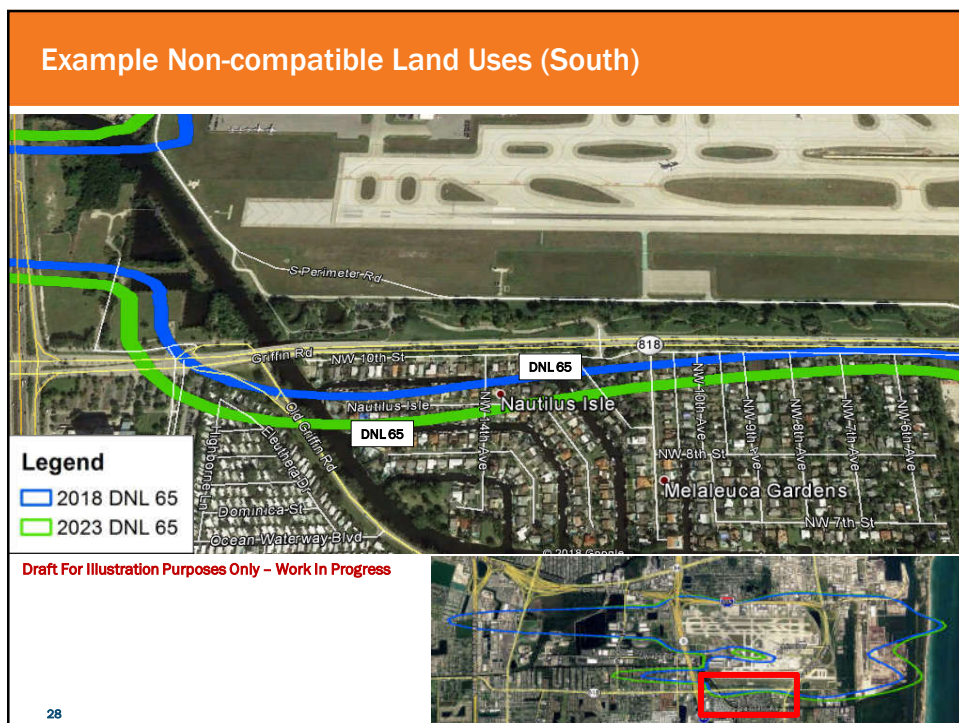 Example Non-compatible Land Uses (South)
S Perimeter Rd
818
Griffin Rd
NW 10th St
DNL 65
Nautilus Isle
Nautilus Isle
DNL 65
Old Griffin Rd
NW 14th Ave
NW 10th Ave
NW 9th Ave
NW 8th Ave
NW 7th Ave
NW 6th Ave
NW 8th St
Highborne Ln
Eleuthera Dr
Melaleuca Gardens
Dominica St
NW 7th St
Ocean Waterway Blvd
© 2018 Google
Legend
2018 DNL 65
2023 DNL 65
Draft For Illustration Purposes Only – Work In Progress
28